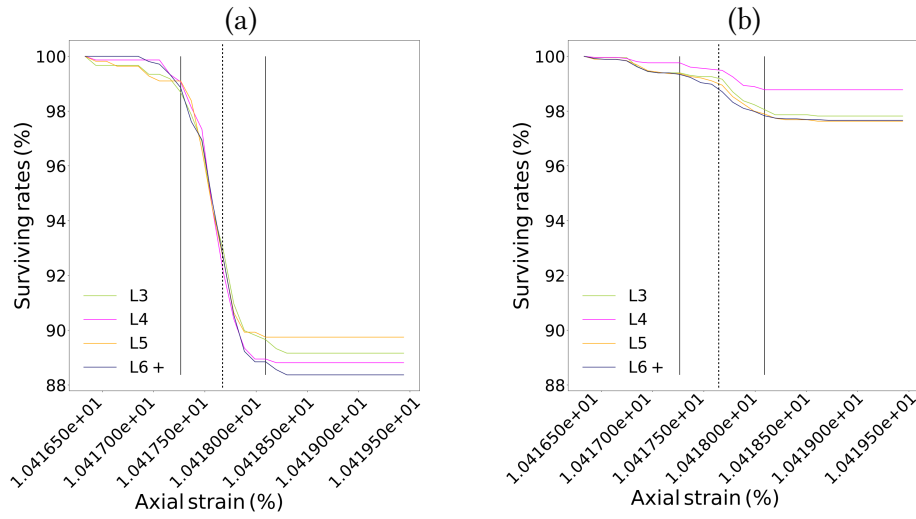 (a)
100
98
96
94
92
90
88
Surviving rates (%)
L3
L4
L5
L6 +
1.041650e+01
1.041700e+01
1.041750e+01
1.041800e+01
1.041850e+01
1.041900e+01
1.041950e+01
Axial strain (%)
(b)
100
98
96
94
92
90
88
Surviving rates (%)
L3
L4
L5
L6 +
1.041650e+01
1.041700e+01
1.041750e+01
1.041800e+01
1.041850e+01
1.041900e+01
1.041950e+01
Axial strain (%)